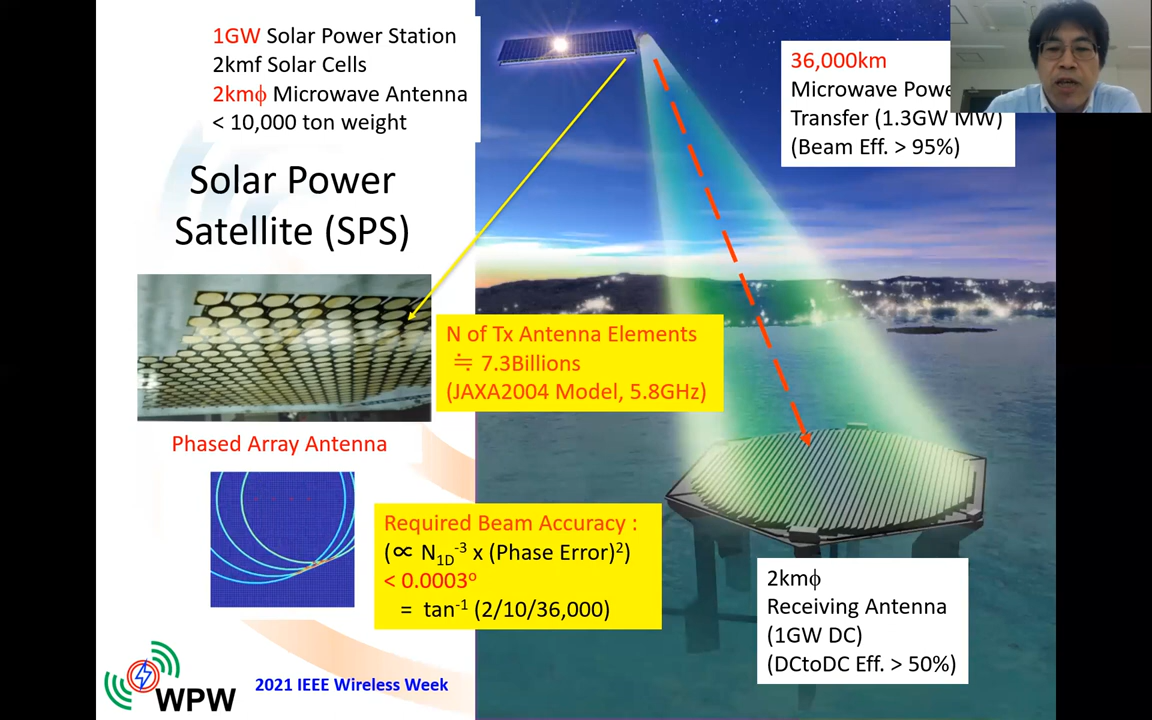 1GW Solar Power Station
2kmf Solar Cells
2kmϕ Microwave Antenna
< 10,000 ton weight
Solar Power
Satellite (SPS)
36,000km
Microwave Powe
Transfer (1.3GW MW)
(Beam Eff. > 95%)
N of Tx Antenna Elements
≒ 7.3Billions
(JAXA2004 Model, 5.8GHz)
Phased Array Antenna
Required Beam Accuracy :
(∝ N1D-3 x (Phase Error)2)
< 0.0003o
= tan-1 (2/10/36,000)
2kmϕ
Receiving Antenna
(1GW DC)
(DCtoDC Eff. > 50%)
WPW
2021 IEEE Wireless Week